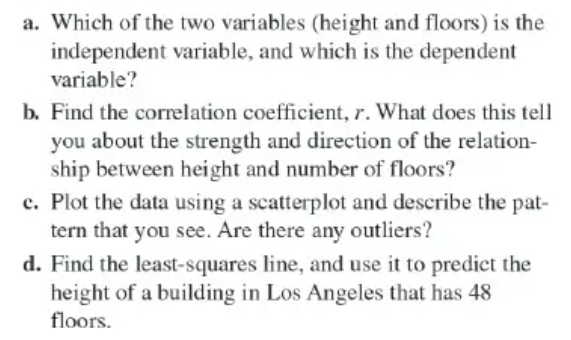 a. Which of the two variables (height and floors) is the
independent variable, and which is the dependent
variable?
b. Find the correlation coefficient, r. What does this tell
you about the strength and direction of the relation-
ship between height and number of floors?
c. Plot the data using a scatterplot and describe the pat-
tern that you see. Are there any outliers?
d. Find the least-squares line, and use it to predict the
height of a building in Los Angeles that has 48
floors.